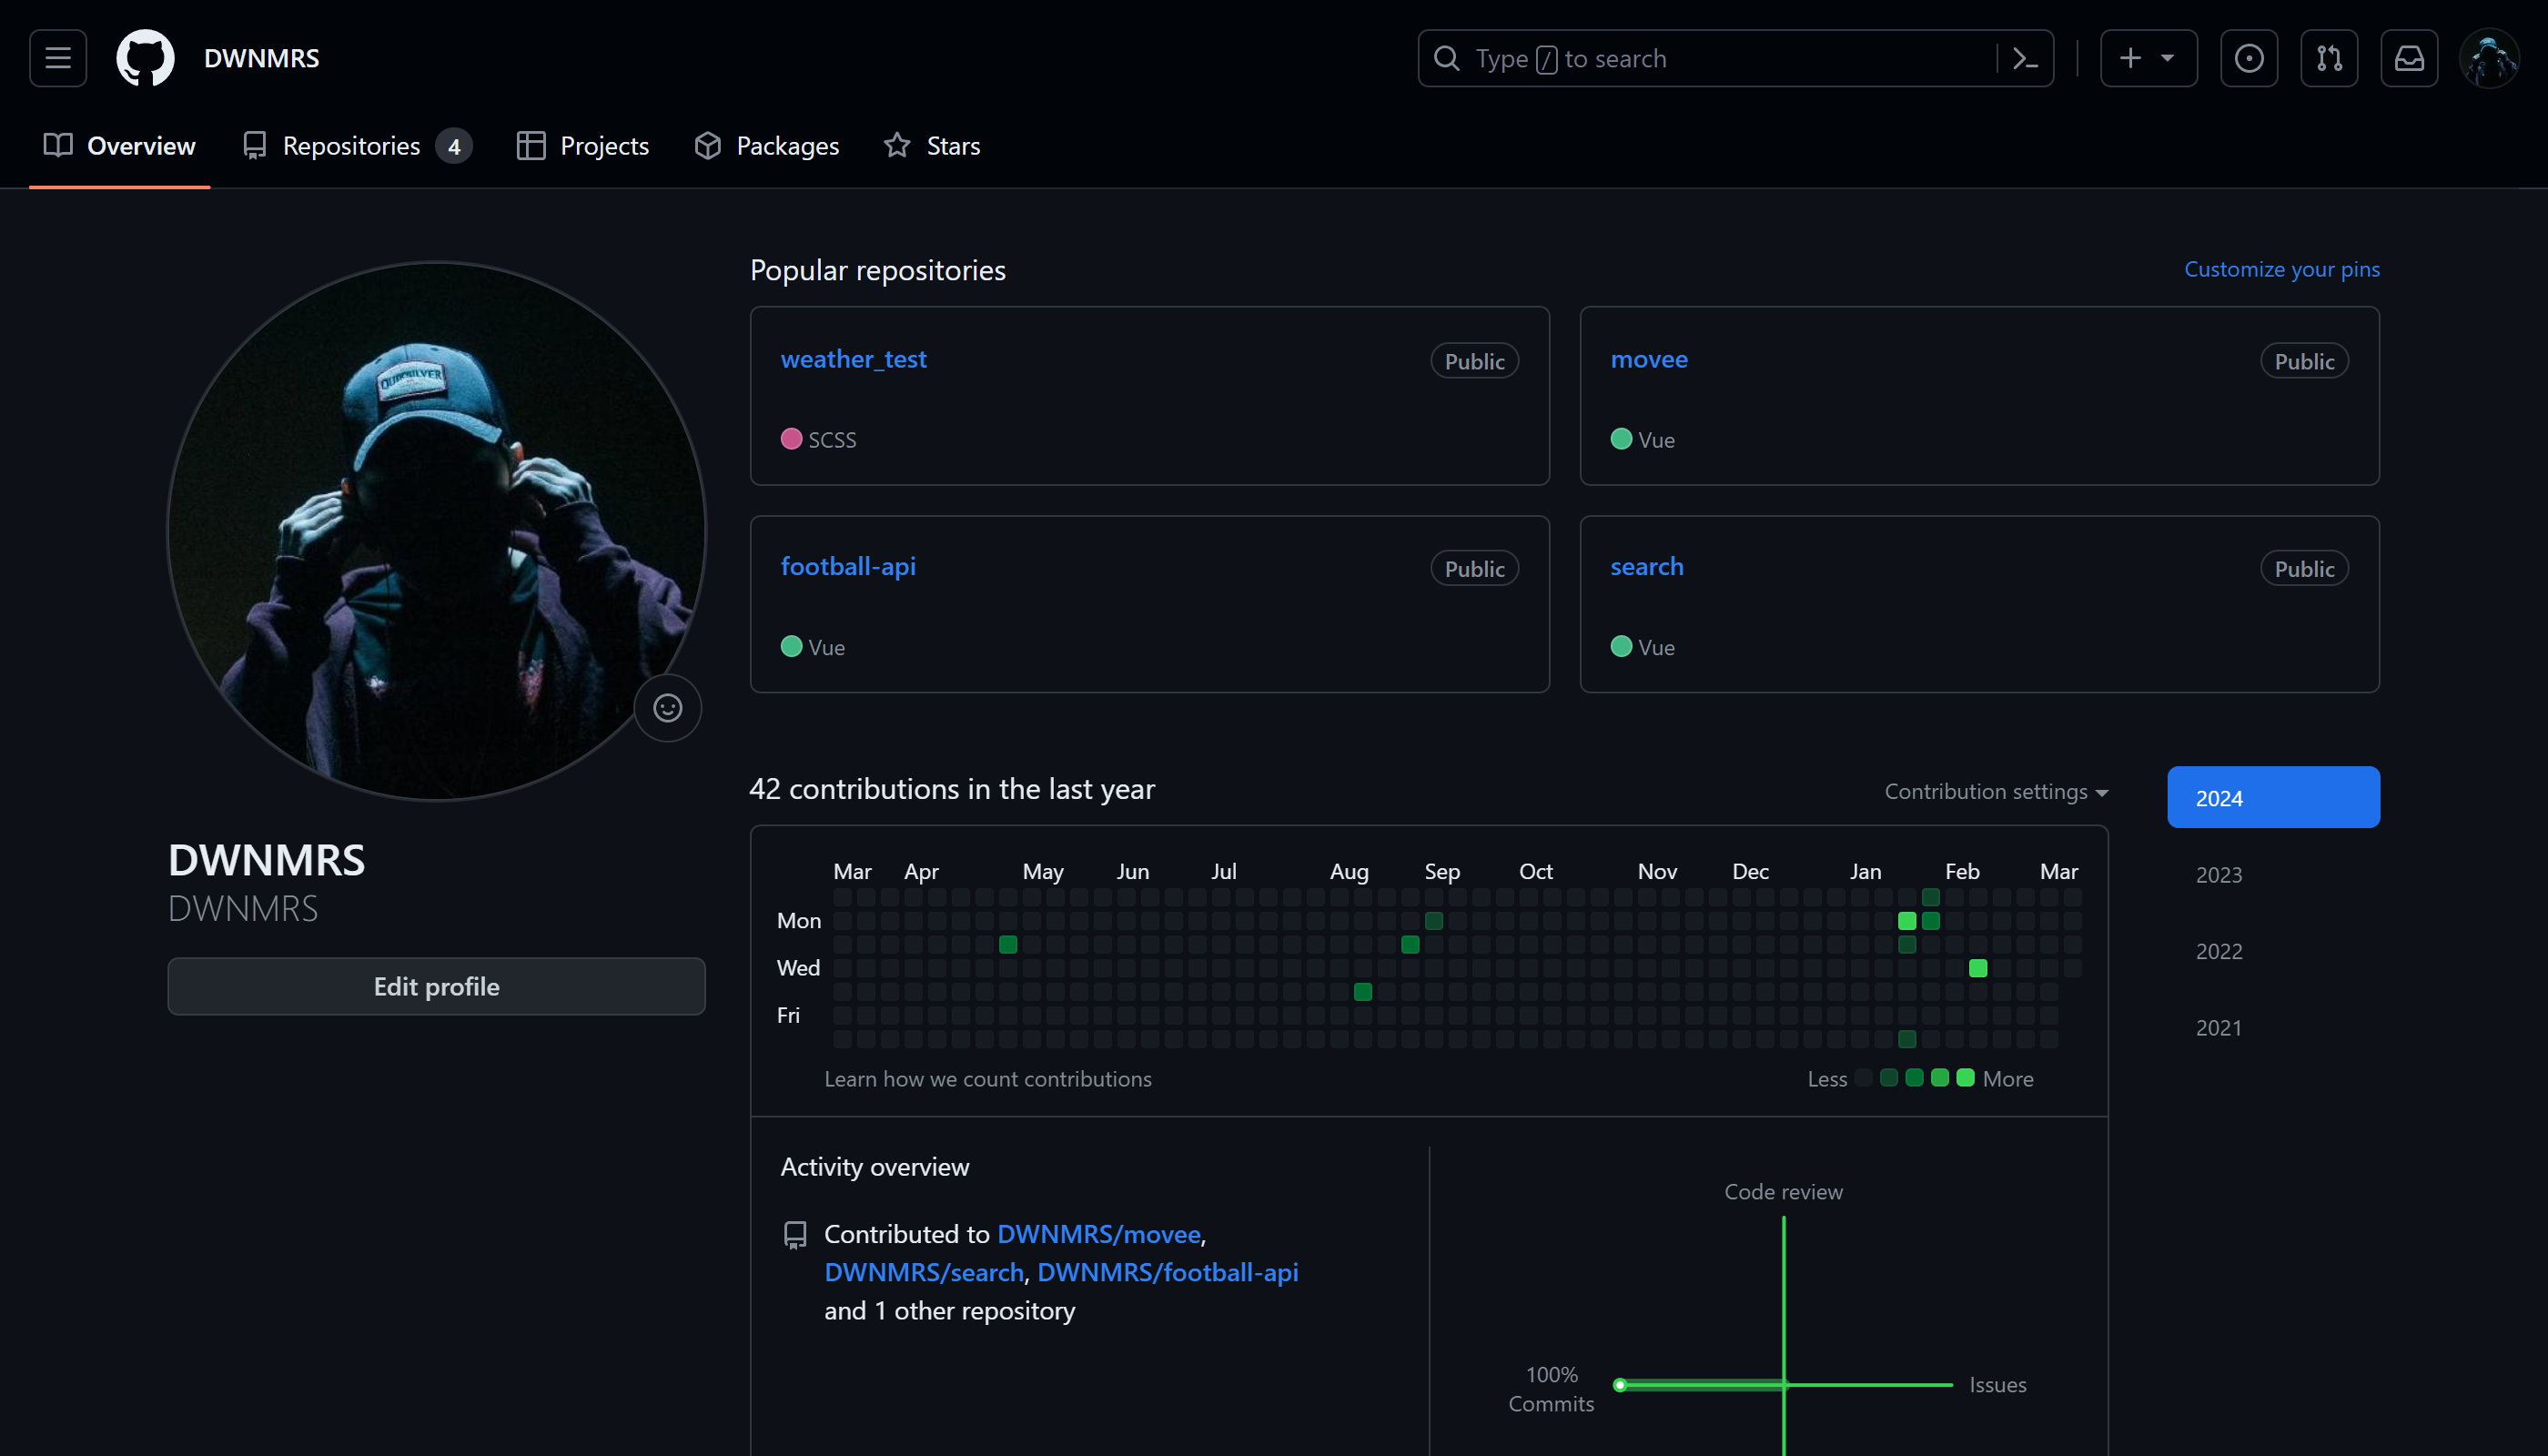 DWNMRS
Type / to search
Overview
Repositories 4
Projects
Packages
Stars
QUIKSILVER
DWNMRS
DWNMRS
Edit profile
Popular repositories
Customize your pins
weather_test Public
SCSS
movee Public
Vue
football-api Public
Vue
search Public
Vue
42 contributions in the last year
Contribution settings
2024
2023
2022
2021
Mar Apr May Jun Jul Aug Sep Oct Nov Dec Jan Feb Mar
Mon
Wed
Fri
Learn how we count contributions
Less More
Activity overview
Contributed to DWNMRS/movee,
DWNMRS/search, DWNMRS/football-api
and 1 other repository
Code review
100%
Commits
Issues